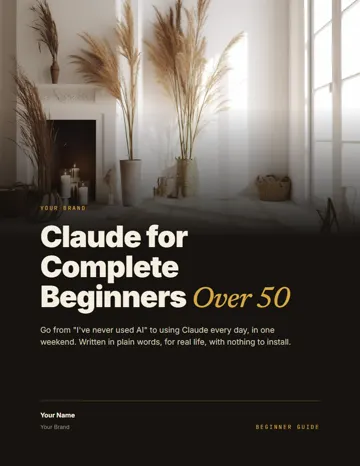 YOUR BRAND
Claude for
Complete
Beginners Over 50
Go from "I've never used AI" to using Claude every day, in one
weekend. Written in plain words, for real life, with nothing to install.
Your Name
Your Brand
BEGINNER GUIDE